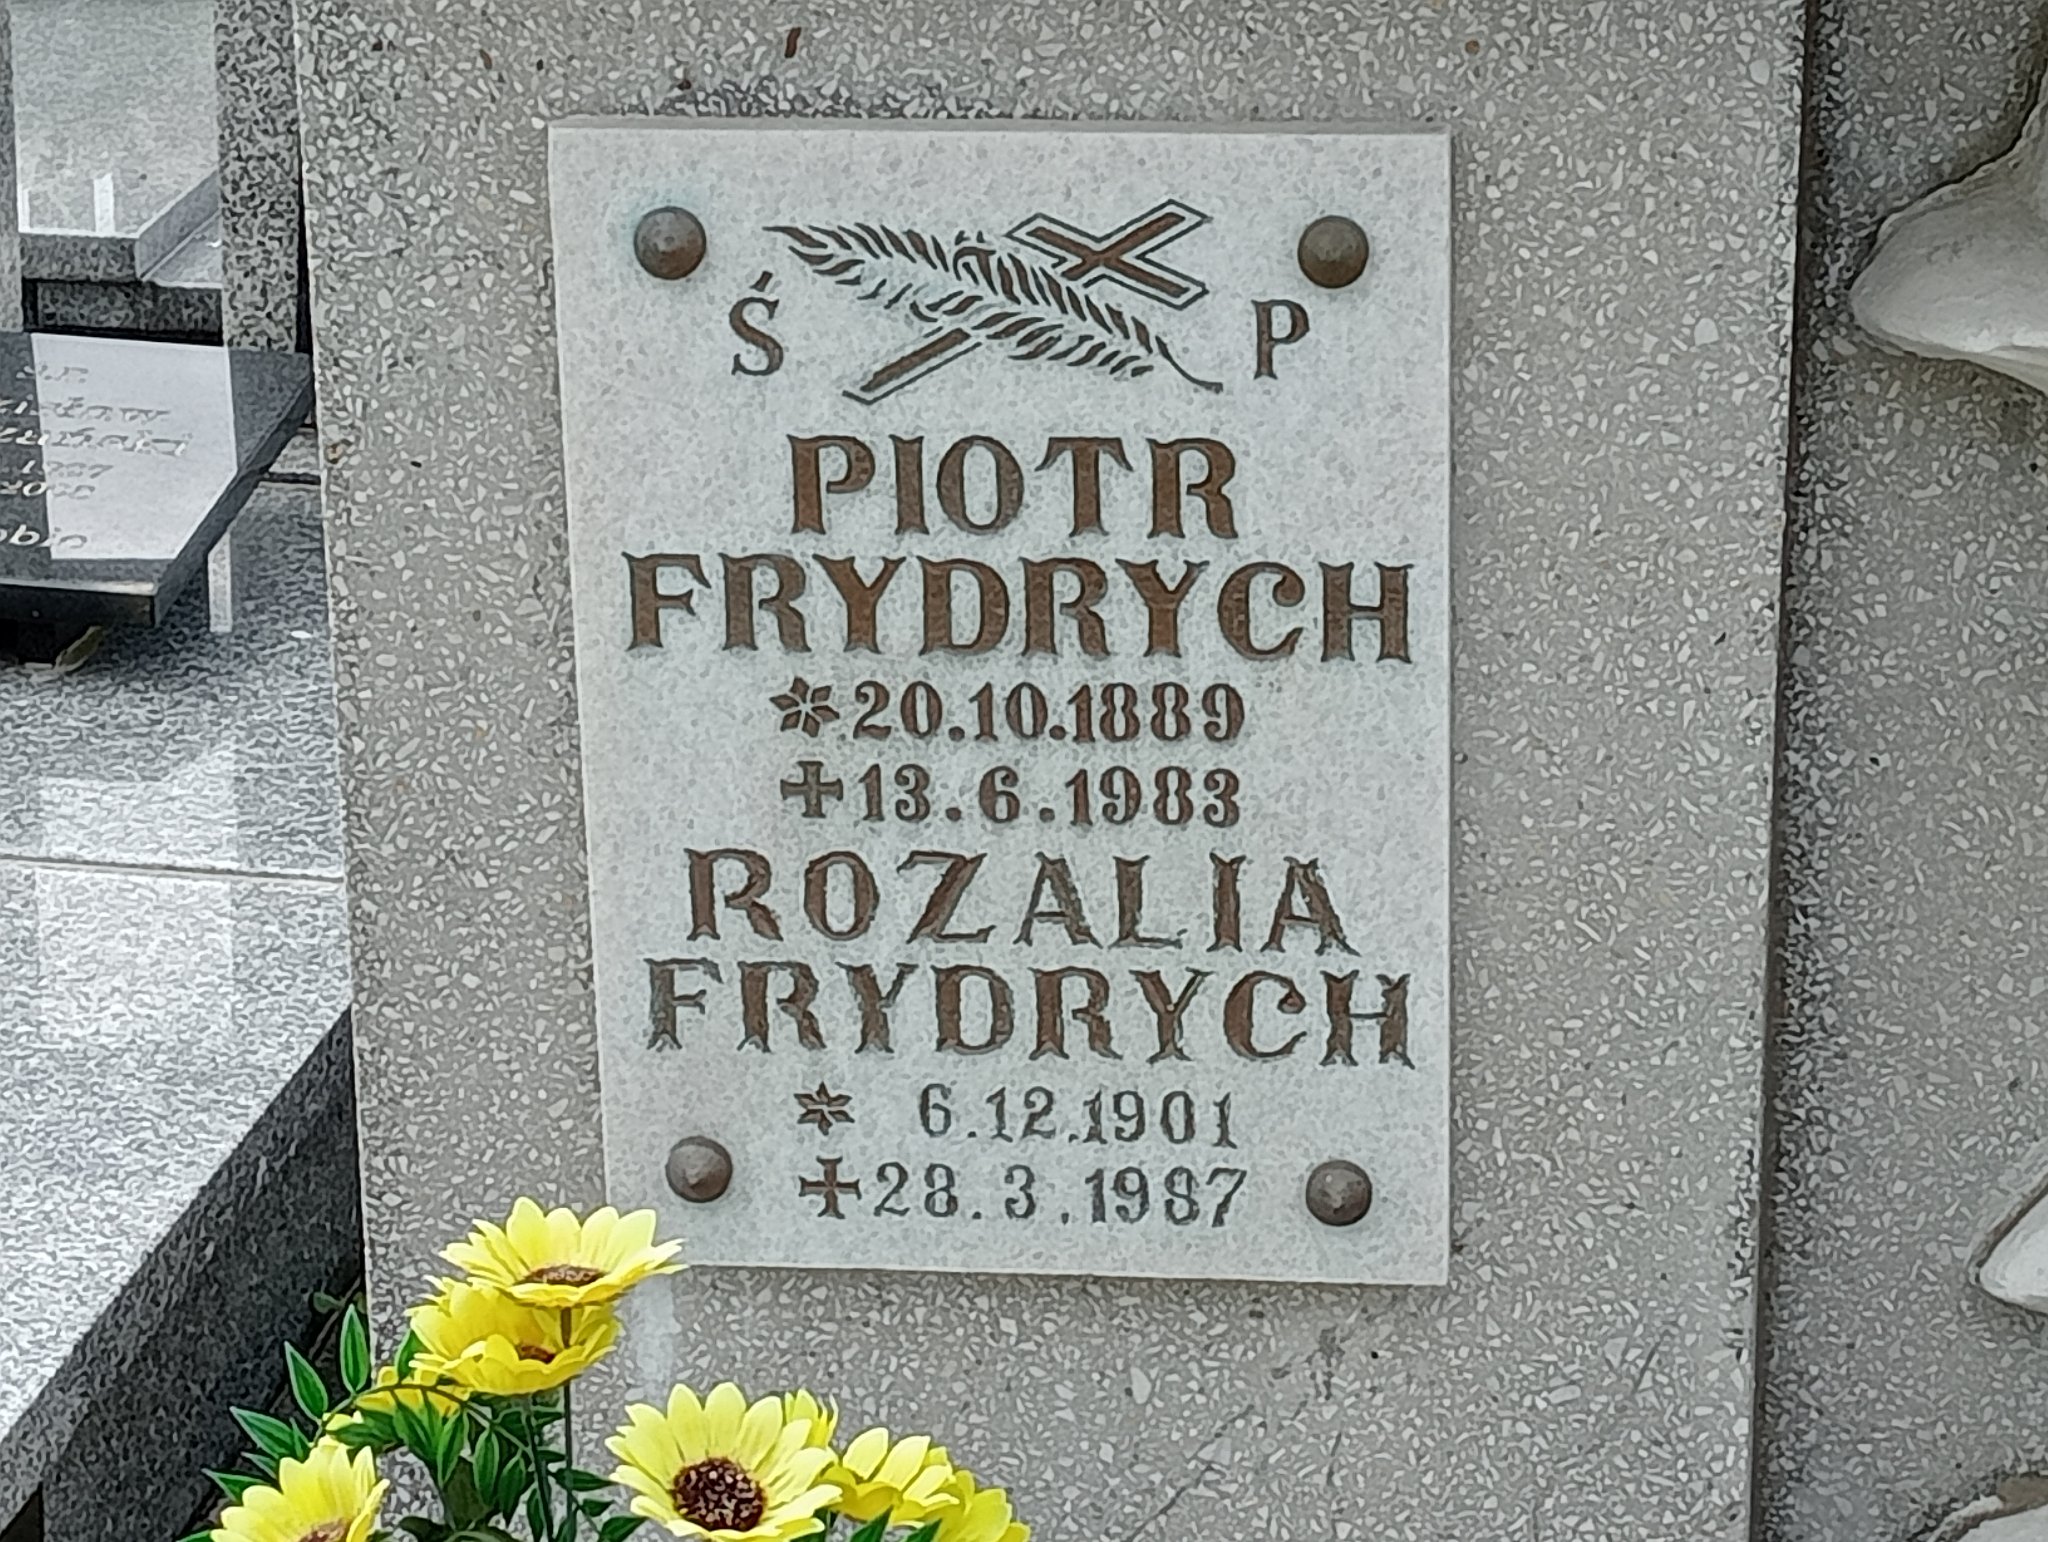 Ś P
PIOTR
FRYDRYCH
*20.10.1889
+13.6.1983
ROZALIA
FRYDRYCH
* 6.12.1901
+28.3.1987